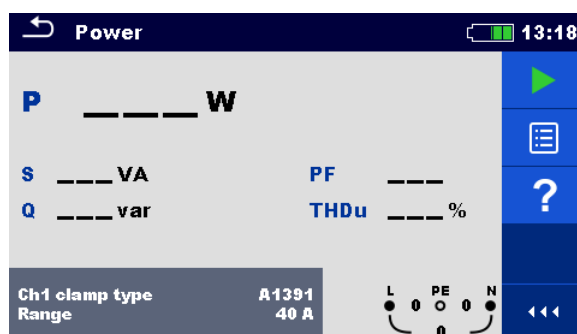 Power 13:18
P ___ W
S ___ VA PF ___
Q ___ var THDu ___ %
?
Ch1 clamp type A1391
Range 40 A
L PE N
0 0
0